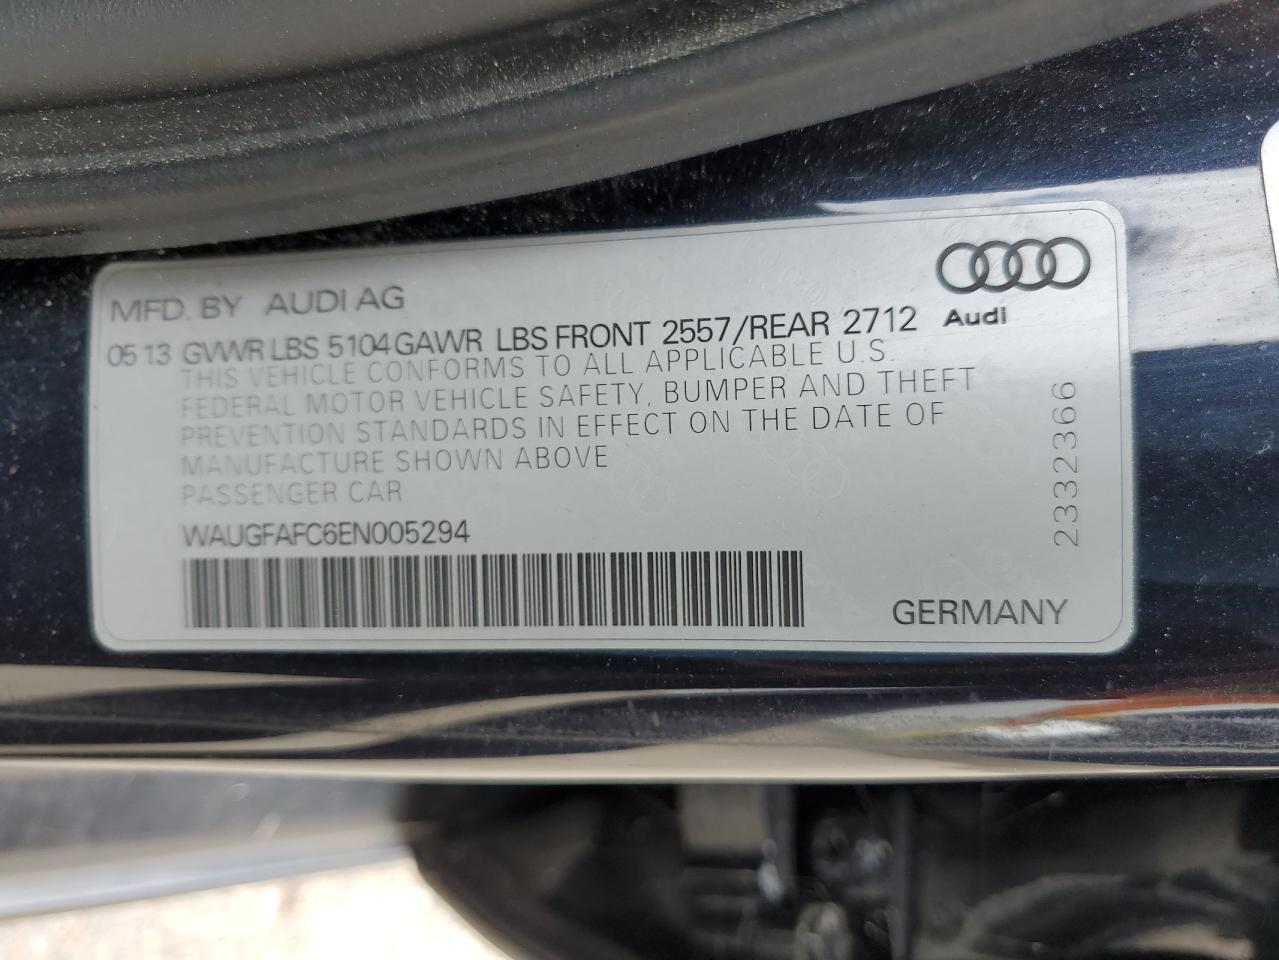 MFD. BY AUDI AG
05 13 GVWR LBS 5104 GAWR LBS FRONT 2557/REAR 2712
Audi
THIS VEHICLE CONFORMS TO ALL APPLICABLE U.S.
FEDERAL MOTOR VEHICLE SAFETY, BUMPER AND THEFT
PREVENTION STANDARDS IN EFFECT ON THE DATE OF
MANUFACTURE SHOWN ABOVE
PASSENGER CAR
WAUGFAFC6EN005294
2332366
GERMANY